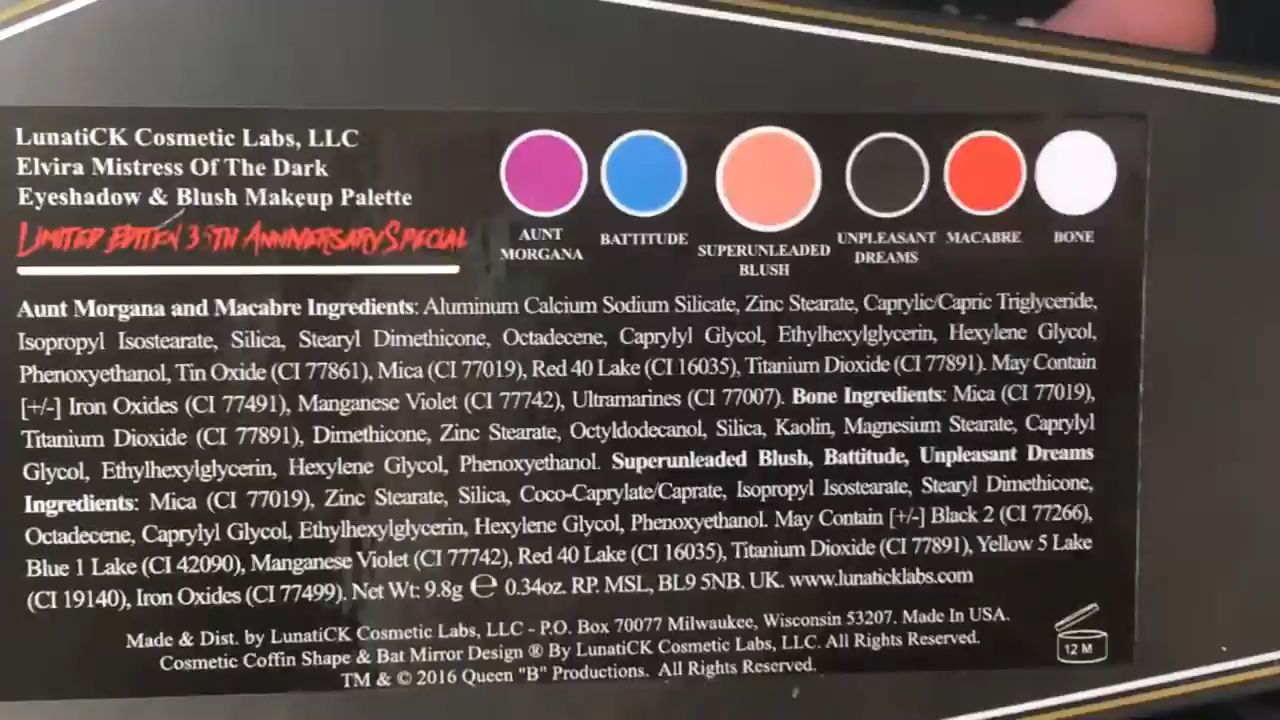 LunatiCK Cosmetic Labs, LLC
Elvira Mistress Of The Dark
Eyeshadow & Blush Makeup Palette
LIMITED EDITION 35TH ANNIVERSARY SPECIAL
AUNT MORGANA
BATTITUDE
SUPERUNLEADED BLUSH
UNPLEASANT DREAMS
MACABRE
BONE
Aunt Morgana and Macabre Ingredients: Aluminum Calcium Sodium Silicate, Zinc Stearate, Caprylic/Capric Triglyceride,
Isopropyl Isostearate, Silica, Stearyl Dimethicone, Octadecene, Caprylyl Glycol, Ethylhexylglycerin, Hexylene Glycol,
Phenoxyethanol, Tin Oxide (CI 77861), Mica (CI 77019), Red 40 Lake (CI 16035), Titanium Dioxide (CI 77891). May Contain
[+/-] Iron Oxides (CI 77491), Manganese Violet (CI 77742), Ultramarines (CI 77007). Bone Ingredients: Mica (CI 77019),
Titanium Dioxide (CI 77891), Dimethicone, Zinc Stearate, Octyldodecanol, Silica, Kaolin, Magnesium Stearate, Caprylyl
Glycol, Ethylhexylglycerin, Hexylene Glycol, Phenoxyethanol. Superunleaded Blush, Battitude, Unpleasant Dreams
Ingredients: Mica (CI 77019), Zinc Stearate, Silica, Coco-Caprylate/Caprate, Isopropyl Isostearate, Stearyl Dimethicone,
Octadecene, Caprylyl Glycol, Ethylhexylglycerin, Hexylene Glycol, Phenoxyethanol. May Contain [+/-] Black 2 (CI 77266),
Blue 1 Lake (CI 42090), Manganese Violet (CI 77742), Red 40 Lake (CI 16035), Titanium Dioxide (CI 77891), Yellow 5 Lake
(CI 19140), Iron Oxides (CI 77499). Net Wt: 9.8g ℮ 0.34oz. RP. MSL, BL9 5NB. UK. www.lunaticklabs.com
Made & Dist. by LunatiCK Cosmetic Labs, LLC - P.O. Box 70077 Milwaukee, Wisconsin 53207. Made In USA.
Cosmetic Coffin Shape & Bat Mirror Design ® By LunatiCK Cosmetic Labs, LLC. All Rights Reserved.
TM & © 2016 Queen "B" Productions. All Rights Reserved.
12 M